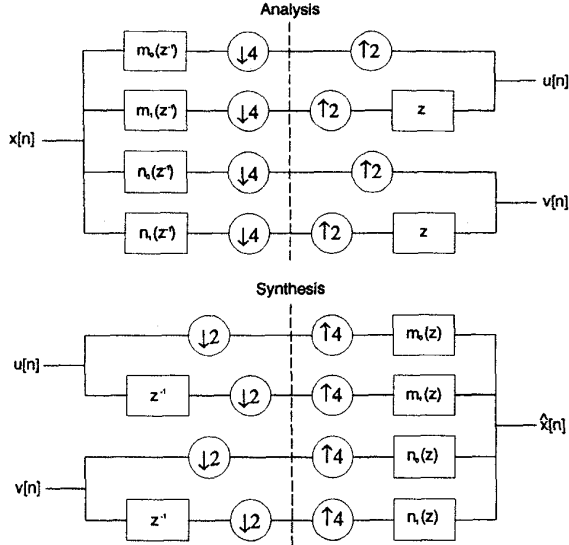 Analysis
m₀(z⁻¹) ↓4 ↑2
u[n]
m₁(z⁻¹) ↓4 ↑2 z
x[n]
n₀(z⁻¹) ↓4 ↑2
v[n]
n₁(z⁻¹) ↓4 ↑2 z
Synthesis
↓2 ↑4 m₀(z)
u[n]
z⁻¹ ↓2 ↑4 m₁(z)
x̂[n]
↓2 ↑4 n₀(z)
v[n]
z⁻¹ ↓2 ↑4 n₁(z)